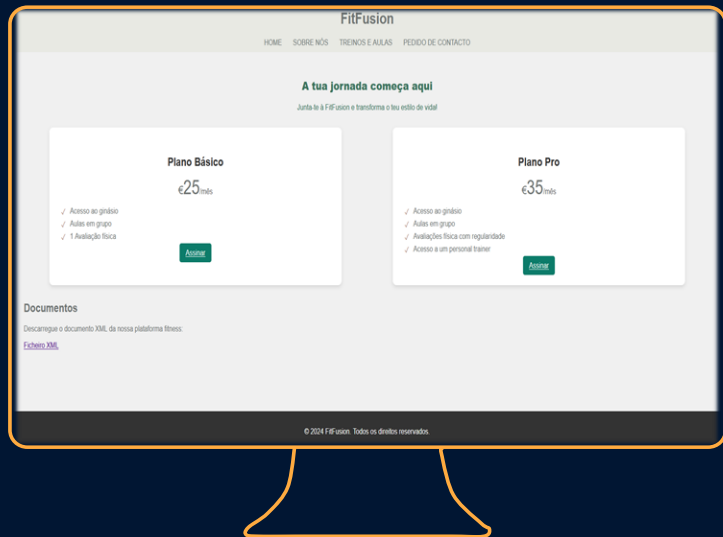 FitFusion
HOME SOBRE NÓS TREINOS E AULAS PEDIDO DE CONTACTO
A tua jornada começa aqui
Junta-te à FitFusion e transforma o teu estilo de vida!
Plano Básico
€25/mês
✓ Acesso ao ginásio
✓ Aulas em grupo
✓ 1 Avaliação física
Assinar
Plano Pro
€35/mês
✓ Acesso ao ginásio
✓ Aulas em grupo
✓ Avaliações física com regularidade
✓ Acesso a um personal trainer
Assinar
Documentos
Descarregue o documento XML da nossa plataforma fitness:
Ficheiro XML
© 2024 FitFusion. Todos os direitos reservados.